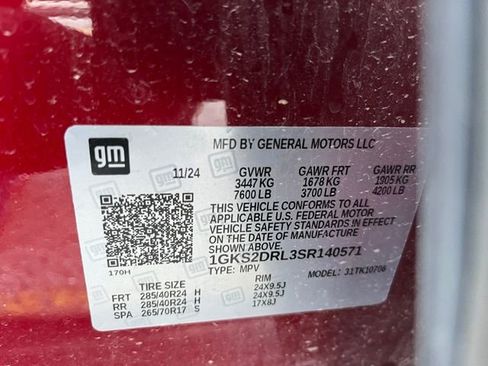 gm
MFD BY GENERAL MOTORS LLC
11/24 GVWR GAWR FRT GAWR RR
3447 KG 1678 KG 1905 KG
7600 LB 3700 LB 4200 LB
THIS VEHICLE CONFORMS TO ALL
APPLICABLE U.S. FEDERAL MOTOR
VEHICLE SAFETY STANDARDS IN EFFECT
ON THE DATE OF MANUFACTURE
SHOWN ABOVE.
1GKS2DRL3SR140571
170H TYPE: MPV MODEL: 31TK10706
TIRE SIZE RIM
FRT 285/40R24 H 24X9.5J
RR 285/40R24 H 24X9.5J
SPA 265/70R17 S 17X8J